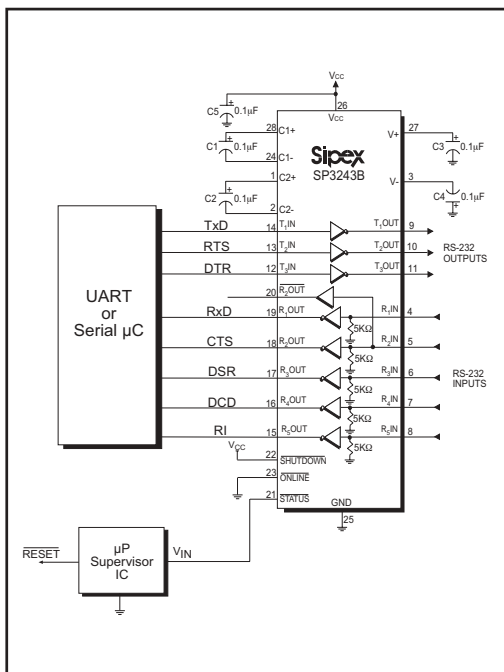 VCC
26
VCC
C5 + 0.1µF
28 C1+
C1 + 0.1µF
24 C1-
1 C2+
C2 + 0.1µF
2 C2-
Sipex
SP3243B
27 V+
C3 + 0.1µF
3 V-
C4 0.1µF +
TxD 14 T1IN T1OUT 9
RTS 13 T2IN T2OUT 10
DTR 12 T3IN T3OUT 11
RS-232 OUTPUTS
20 R2OUT
UART
or
Serial µC
RxD 19 R1OUT R1IN 4
5KΩ
CTS 18 R2OUT R2IN 5
5KΩ
DSR 17 R3OUT R3IN 6
5KΩ
RS-232 INPUTS
DCD 16 R4OUT R4IN 7
5KΩ
RI 15 R5OUT R5IN 8
5KΩ
VCC
22 SHUTDOWN
23 ONLINE
21 STATUS
GND
25
RESET
µP
Supervisor
IC
VIN